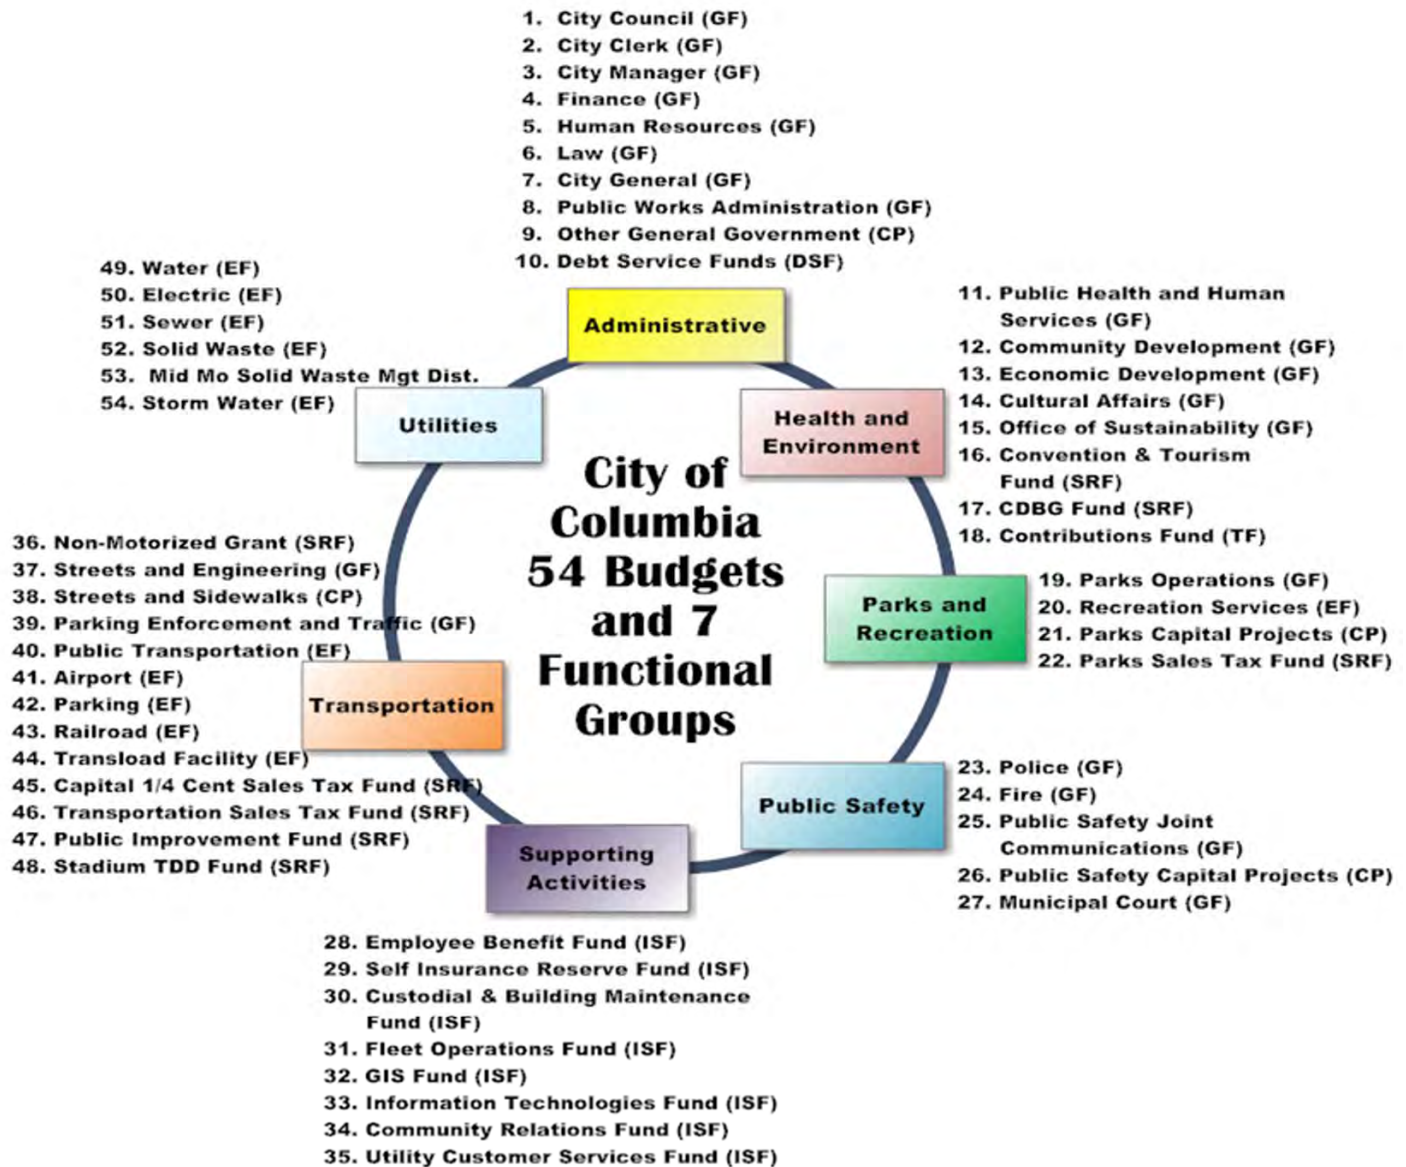 1. City Council (GF)
2. City Clerk (GF)
3. City Manager (GF)
4. Finance (GF)
5. Human Resources (GF)
6. Law (GF)
7. City General (GF)
8. Public Works Administration (GF)
9. Other General Government (CP)
10. Debt Service Funds (DSF)
Administrative
11. Public Health and Human
Services (GF)
12. Community Development (GF)
13. Economic Development (GF)
14. Cultural Affairs (GF)
15. Office of Sustainability (GF)
16. Convention & Tourism
Fund (SRF)
17. CDBG Fund (SRF)
18. Contributions Fund (TF)
Health and
Environment
19. Parks Operations (GF)
20. Recreation Services (EF)
21. Parks Capital Projects (CP)
22. Parks Sales Tax Fund (SRF)
Parks and
Recreation
23. Police (GF)
24. Fire (GF)
25. Public Safety Joint
Communications (GF)
26. Public Safety Capital Projects (CP)
27. Municipal Court (GF)
Public Safety
Supporting
Activities
28. Employee Benefit Fund (ISF)
29. Self Insurance Reserve Fund (ISF)
30. Custodial & Building Maintenance
Fund (ISF)
31. Fleet Operations Fund (ISF)
32. GIS Fund (ISF)
33. Information Technologies Fund (ISF)
34. Community Relations Fund (ISF)
35. Utility Customer Services Fund (ISF)
36. Non-Motorized Grant (SRF)
37. Streets and Engineering (GF)
38. Streets and Sidewalks (CP)
39. Parking Enforcement and Traffic (GF)
40. Public Transportation (EF)
41. Airport (EF)
42. Parking (EF)
43. Railroad (EF)
44. Transload Facility (EF)
45. Capital 1/4 Cent Sales Tax Fund (SRF)
46. Transportation Sales Tax Fund (SRF)
47. Public Improvement Fund (SRF)
48. Stadium TDD Fund (SRF)
Transportation
49. Water (EF)
50. Electric (EF)
51. Sewer (EF)
52. Solid Waste (EF)
53. Mid Mo Solid Waste Mgt Dist.
54. Storm Water (EF)
Utilities
City of
Columbia
54 Budgets
and 7
Functional
Groups